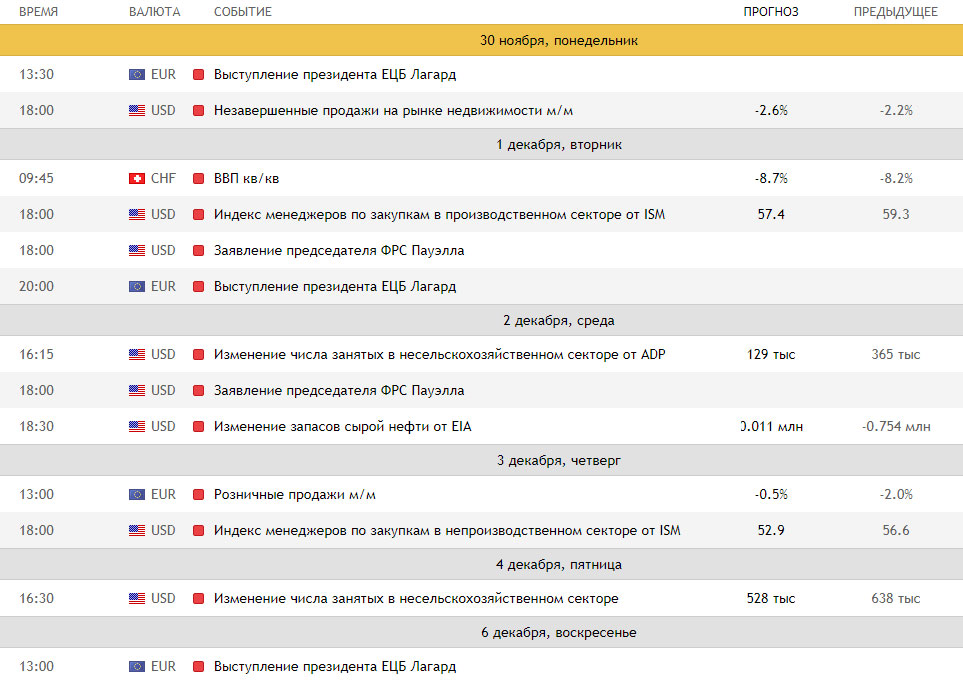 ВРЕМЯ ВАЛЮТА СОБЫТИЕ ПРОГНОЗ ПРЕДЫДУЩЕЕ
30 ноября, понедельник
13:30 EUR Выступление президента ЕЦБ Лагард
18:00 USD Незавершенные продажи на рынке недвижимости м/м -2.6% -2.2%
1 декабря, вторник
09:45 CHF ВВП кв/кв -8.7% -8.2%
18:00 USD Индекс менеджеров по закупкам в производственном секторе от ISM 57.4 59.3
18:00 USD Заявление председателя ФРС Пауэлла
20:00 EUR Выступление президента ЕЦБ Лагард
2 декабря, среда
16:15 USD Изменение числа занятых в несельскохозяйственном секторе от ADP 129 тыс 365 тыс
18:00 USD Заявление председателя ФРС Пауэлла
18:30 USD Изменение запасов сырой нефти от EIA 0.011 млн -0.754 млн
3 декабря, четверг
13:00 EUR Розничные продажи м/м -0.5% -2.0%
18:00 USD Индекс менеджеров по закупкам в непроизводственном секторе от ISM 52.9 56.6
4 декабря, пятница
16:30 USD Изменение числа занятых в несельскохозяйственном секторе 528 тыс 638 тыс
6 декабря, воскресенье
13:00 EUR Выступление президента ЕЦБ Лагард